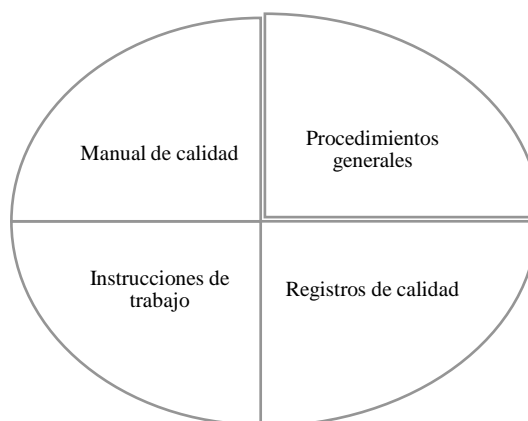 Manual de calidad
Procedimientos
generales
Instrucciones de
trabajo
Registros de calidad